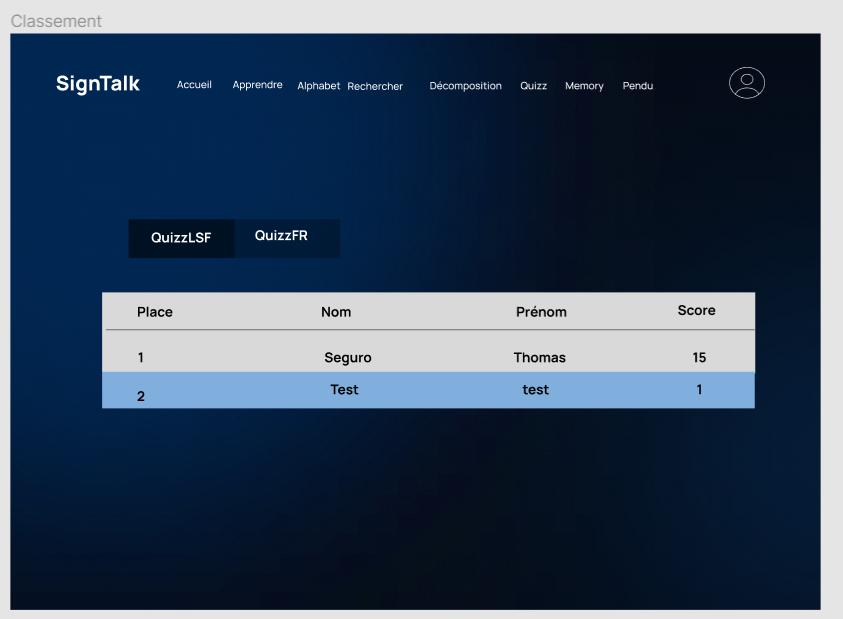 Classement
SignTalk Accueil Apprendre Alphabet Rechercher Décomposition Quizz Memory Pendu
QuizzLSF QuizzFR
Place Nom Prénom Score
1 Seguro Thomas 15
2 Test test 1